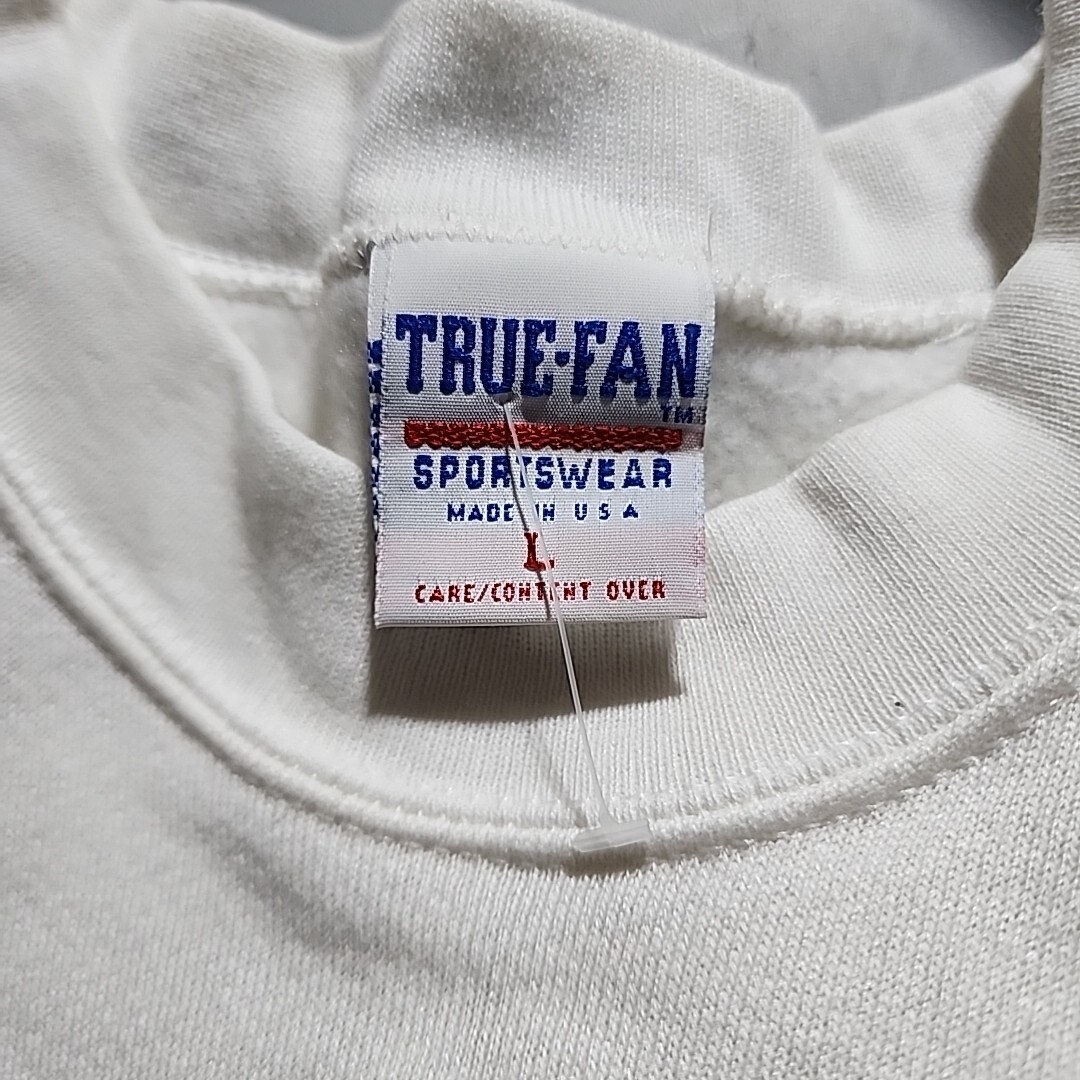 TRUE·FAN
TM
SPORTSWEAR
MADE IN USA
L
CARE/CONTENT OVER